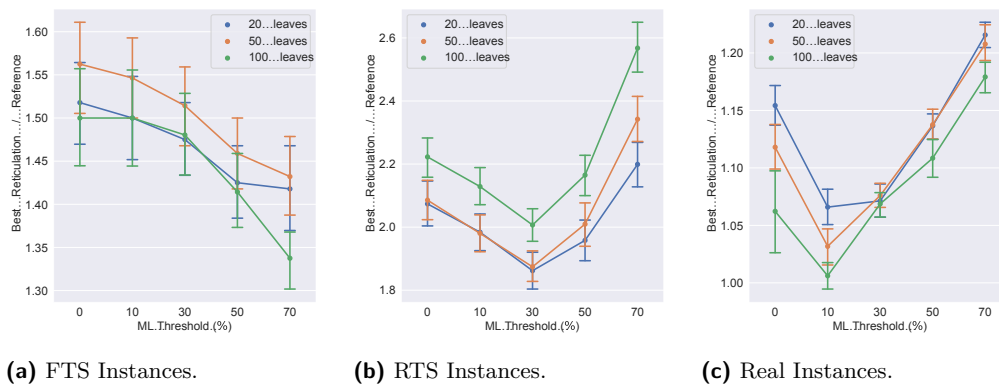 Best...Reticulation.../...Reference
1.60
1.55
1.50
1.45
1.40
1.35
1.30
20...leaves
50...leaves
100...leaves
0 10 30 50 70
ML.Threshold.(%)
(a) FTS Instances.
Best...Reticulation.../...Reference
2.6
2.4
2.2
2.0
1.8
20...leaves
50...leaves
100...leaves
0 10 30 50 70
ML.Threshold.(%)
(b) RTS Instances.
Best...Reticulation.../...Reference
1.20
1.15
1.10
1.05
1.00
20...leaves
50...leaves
100...leaves
0 10 30 50 70
ML.Threshold.(%)
(c) Real Instances.